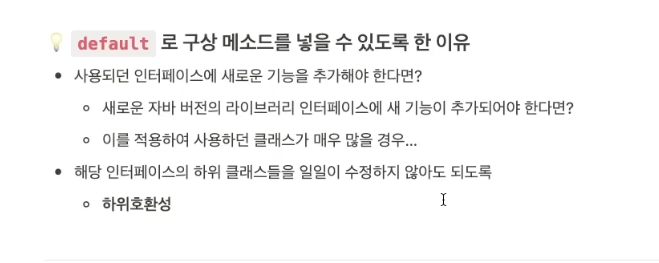 💡 default 로 구상 메소드를 넣을 수 있도록 한 이유
• 사용되던 인터페이스에 새로운 기능을 추가해야 한다면?
◦ 새로운 자바 버전의 라이브러리 인터페이스에 새 기능이 추가되어야 한다면?
◦ 이를 적용하여 사용하던 클래스가 매우 많을 경우...
• 해당 인터페이스의 하위 클래스들을 일일이 수정하지 않아도 되도록
◦ 하위호환성